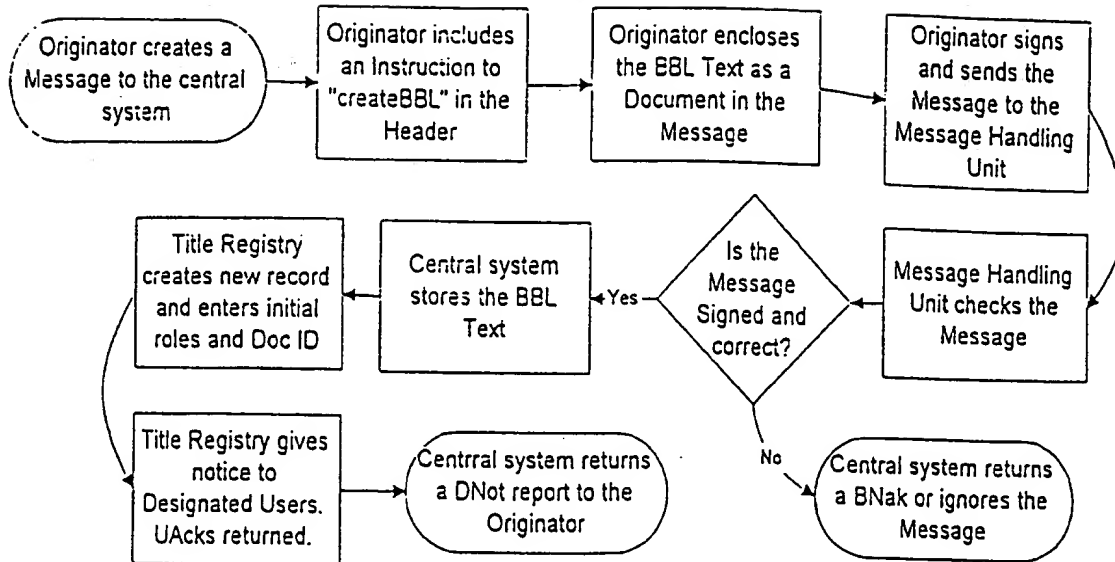 Originator creates a
Message to the central
system
Originator includes
an Instruction to
"createBBL" in the
Header
Originator encloses
the BBL Text as a
Document in the
Message
Originator signs
and sends the
Message to the
Message Handling
Unit
Message Handling
Unit checks the
Message
Is the
Message
Signed and
correct?
Yes
Central system
stores the BBL
Text
Title Registry
creates new record
and enters initial
roles and Doc ID
Title Registry gives
notice to
Designated Users.
UAcks returned.
Centrral system returns
a DNot report to the
Originator
No
Central system returns
a BNak or ignores the
Message